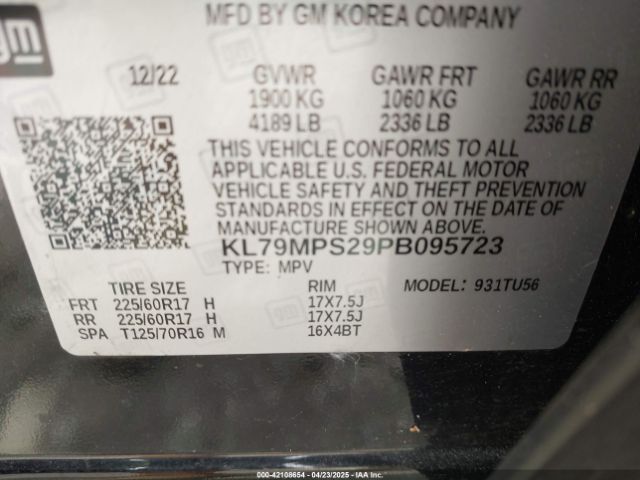 gm
MFD BY GM KOREA COMPANY
12/22 GVWR GAWR FRT GAWR RR
1900 KG 1060 KG 1060 KG
4189 LB 2336 LB 2336 LB
THIS VEHICLE CONFORMS TO ALL
APPLICABLE U.S. FEDERAL MOTOR
VEHICLE SAFETY AND THEFT PREVENTION
STANDARDS IN EFFECT ON THE DATE OF
MANUFACTURE SHOWN ABOVE.
KL79MPS29PB095723
TYPE: MPV
TIRE SIZE RIM MODEL: 931TU56
FRT 225/60R17 H 17X7.5J
RR 225/60R17 H 17X7.5J
SPA T125/70R16 M 16X4BT
000-42108654 - 04/23/2025 - IAAI.COM